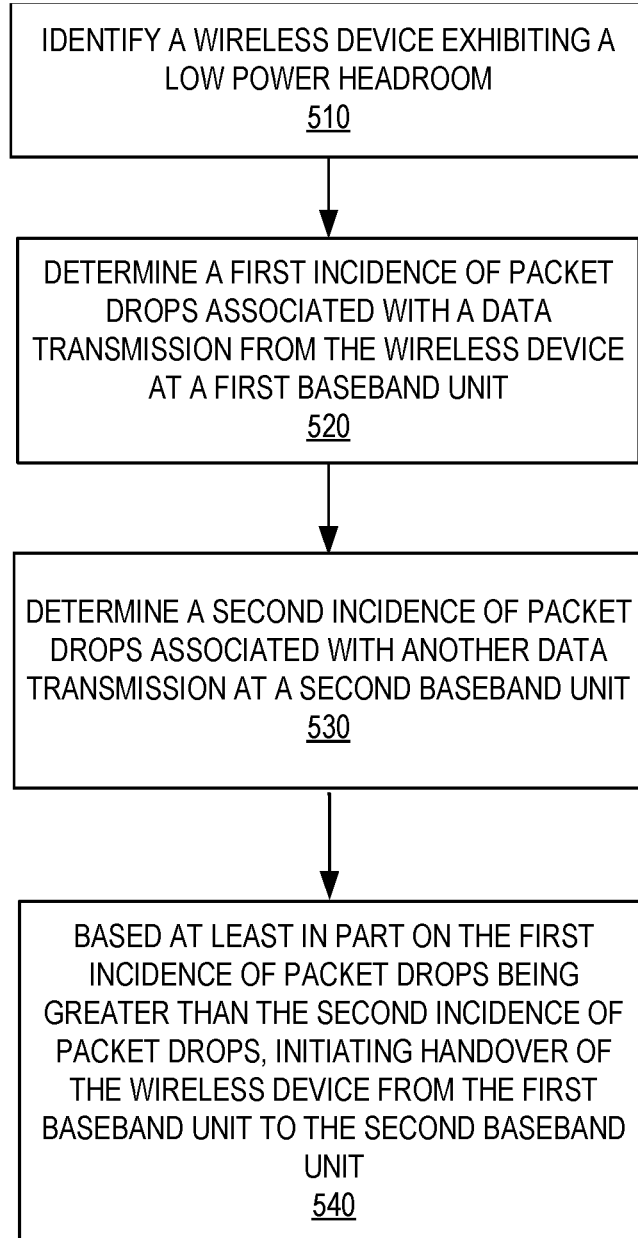 IDENTIFY A WIRELESS DEVICE EXHIBITING A
LOW POWER HEADROOM
510
DETERMINE A FIRST INCIDENCE OF PACKET
DROPS ASSOCIATED WITH A DATA
TRANSMISSION FROM THE WIRELESS DEVICE
AT A FIRST BASEBAND UNIT
520
DETERMINE A SECOND INCIDENCE OF PACKET
DROPS ASSOCIATED WITH ANOTHER DATA
TRANSMISSION AT A SECOND BASEBAND UNIT
530
BASED AT LEAST IN PART ON THE FIRST
INCIDENCE OF PACKET DROPS BEING
GREATER THAN THE SECOND INCIDENCE OF
PACKET DROPS, INITIATING HANDOVER OF
THE WIRELESS DEVICE FROM THE FIRST
BASEBAND UNIT TO THE SECOND BASEBAND
UNIT
540